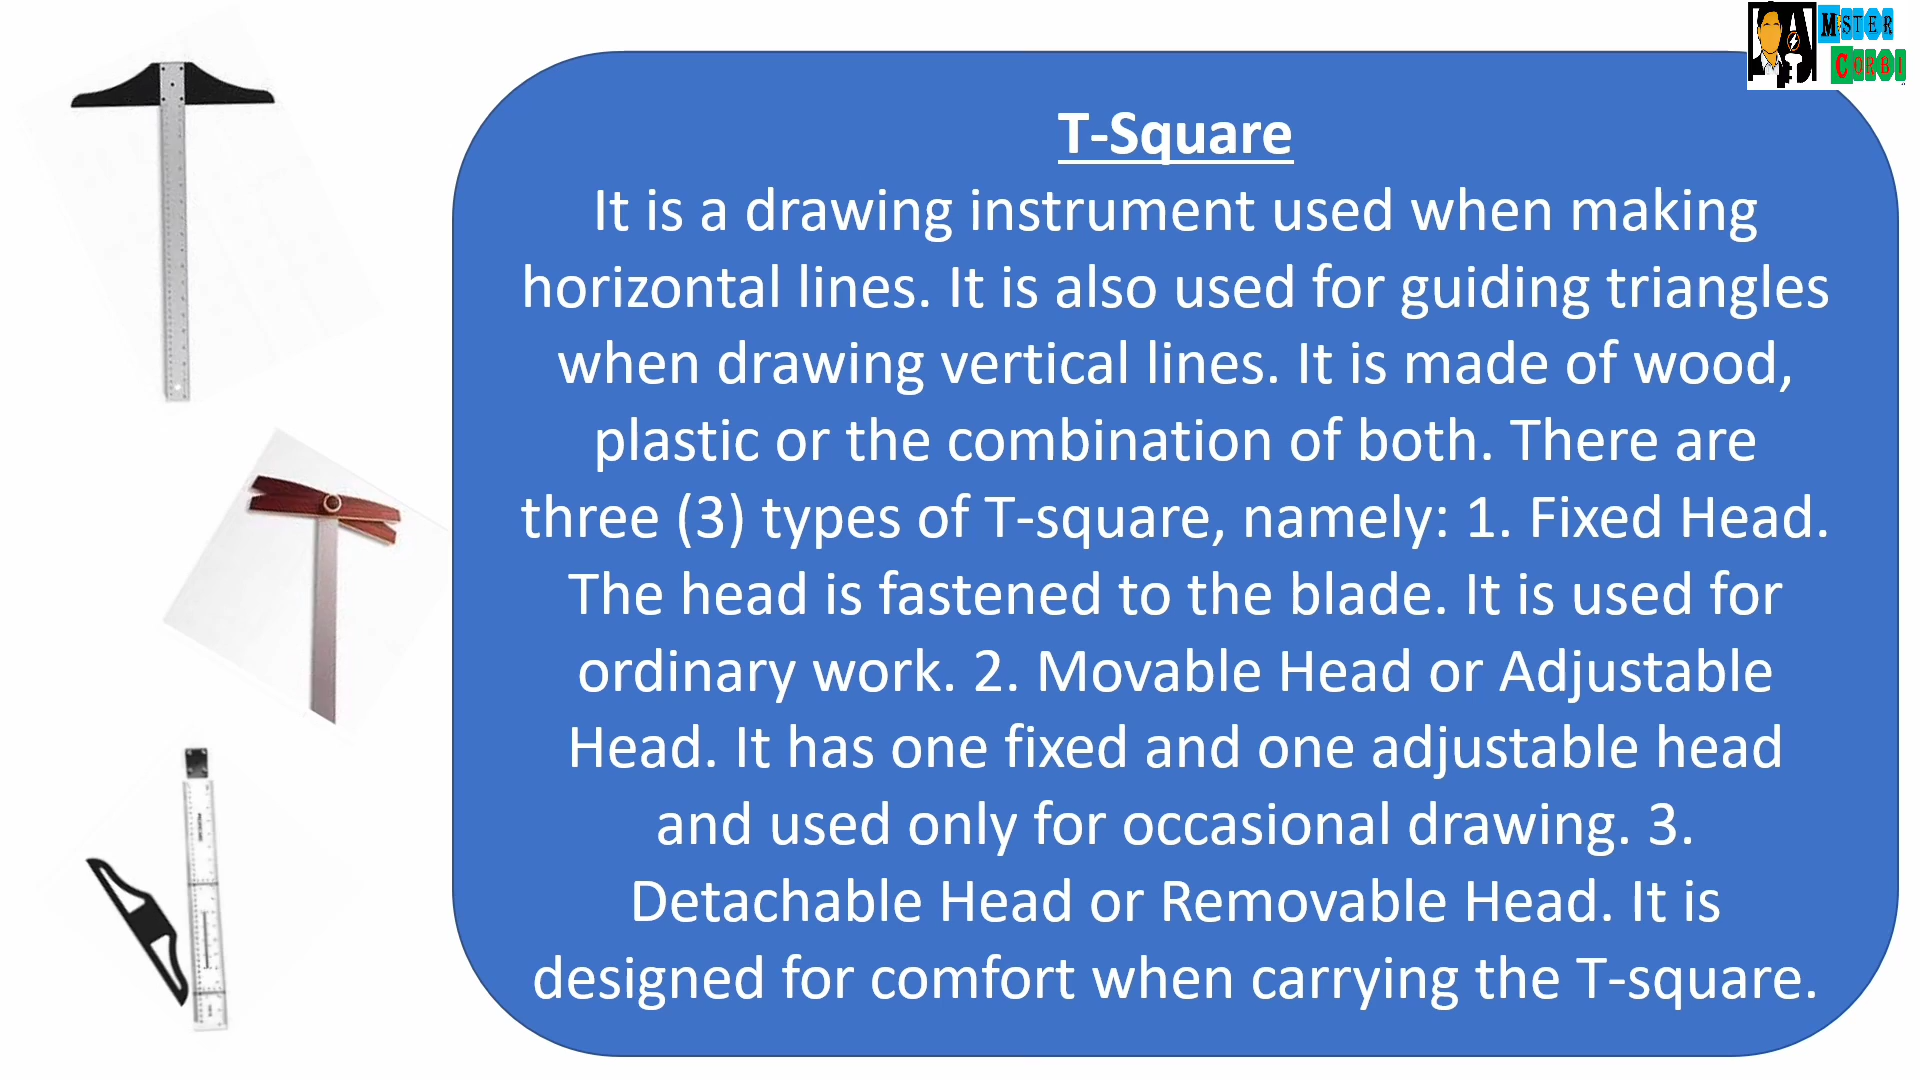 MISTER
CORBI
T-Square
It is a drawing instrument used when making
horizontal lines. It is also used for guiding triangles
when drawing vertical lines. It is made of wood,
plastic or the combination of both. There are
three (3) types of T-square, namely: 1. Fixed Head.
The head is fastened to the blade. It is used for
ordinary work. 2. Movable Head or Adjustable
Head. It has one fixed and one adjustable head
and used only for occasional drawing. 3.
Detachable Head or Removable Head. It is
designed for comfort when carrying the T-square.